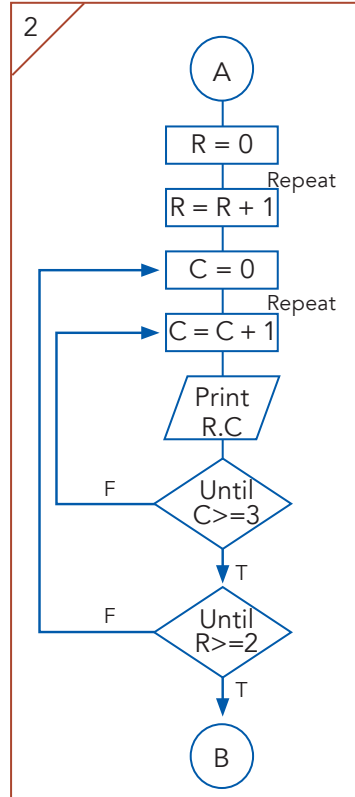 2
A
R = 0
Repeat
R = R + 1
C = 0
Repeat
C = C + 1
Print
R.C
F
Until
C>=3
T
F
Until
R>=2
T
B